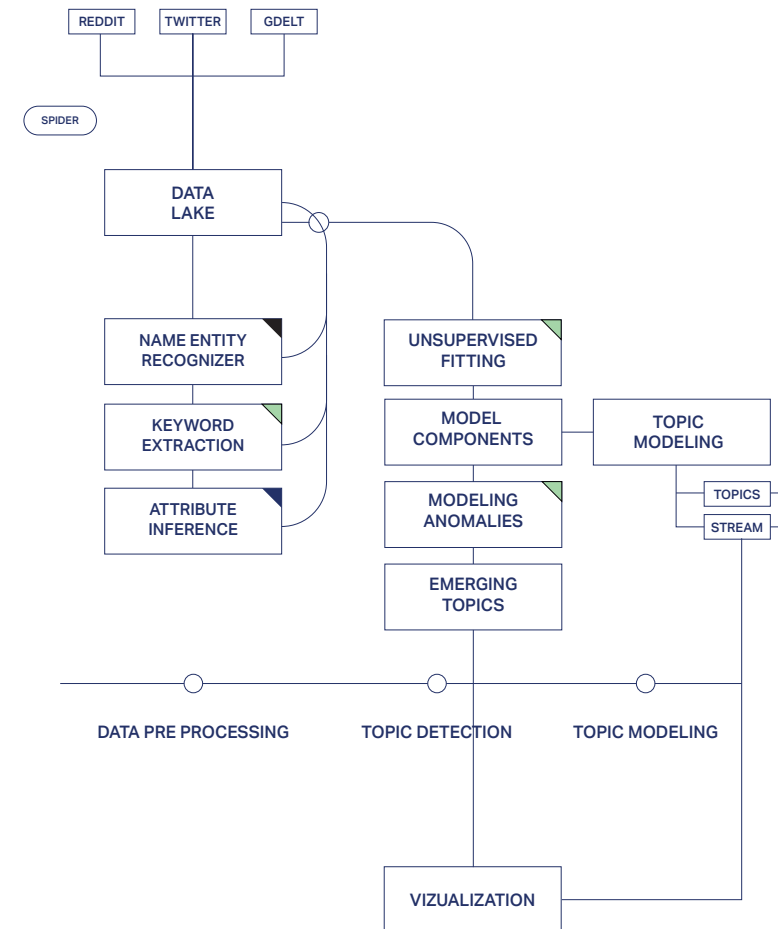 REDDIT
TWITTER
GDELT
SPIDER
DATA
LAKE
NAME ENTITY
RECOGNIZER
KEYWORD
EXTRACTION
ATTRIBUTE
INFERENCE
UNSUPERVISED
FITTING
MODEL
COMPONENTS
MODELING
ANOMALIES
EMERGING
TOPICS
TOPIC
MODELING
TOPICS
STREAM
DATA PRE PROCESSING
TOPIC DETECTION
TOPIC MODELING
VIZUALIZATION